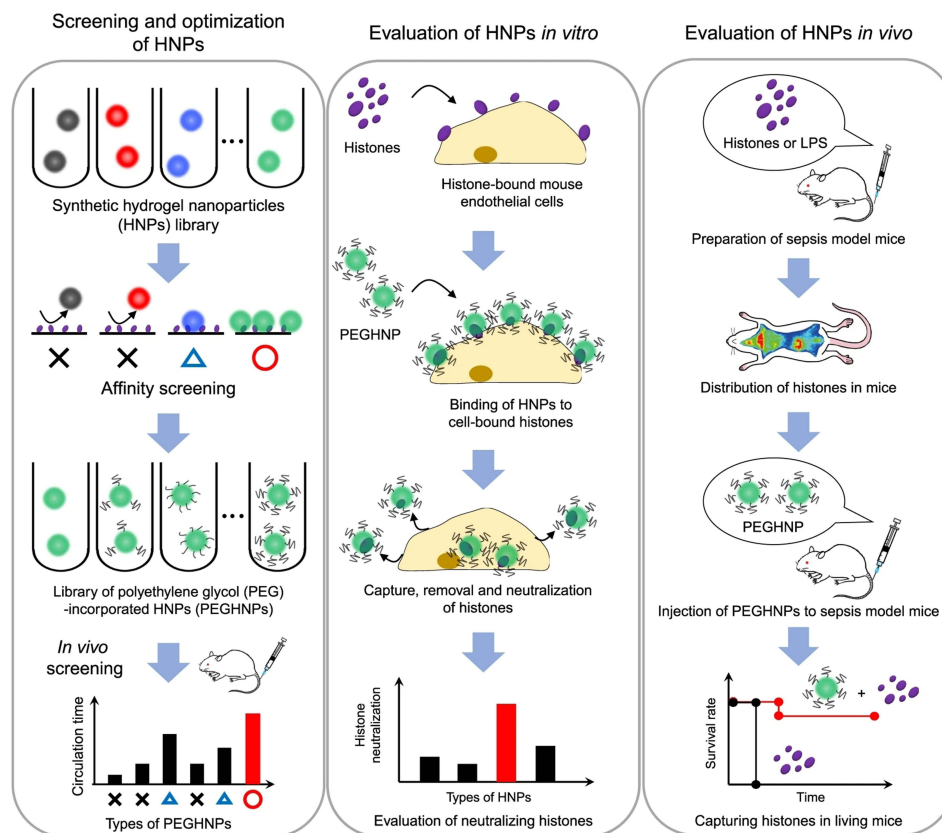 Screening and optimization
of HNPs
Synthetic hydrogel nanoparticles
(HNPs) library
Affinity screening
Library of polyethylene glycol (PEG)
-incorporated HNPs (PEGHNPs)
In vivo
screening
Circulation time
Types of PEGHNPs
Evaluation of HNPs in vitro
Histones
Histone-bound mouse
endothelial cells
PEGHNP
Binding of HNPs to
cell-bound histones
Capture, removal and neutralization
of histones
Histone
neutralization
Types of HNPs
Evaluation of neutralizing histones
Evaluation of HNPs in vivo
Histones or LPS
Preparation of sepsis model mice
Distribution of histones in mice
PEGHNP
Injection of PEGHNPs to sepsis model mice
Survival rate
+
Time
Capturing histones in living mice